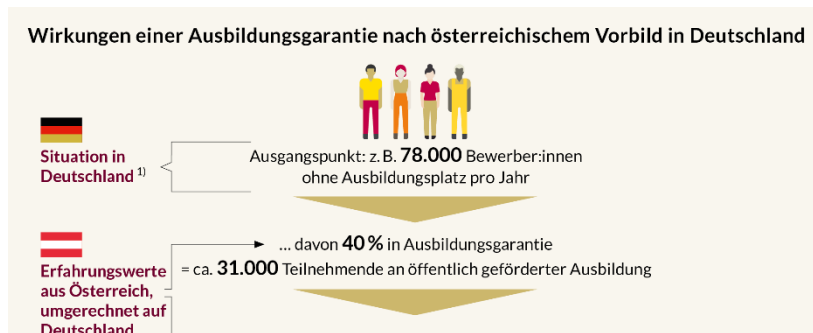 Wirkungen einer Ausbildungsgarantie nach österreichischem Vorbild in Deutschland
Situation in
Deutschland 1)
Ausgangspunkt: z. B. 78.000 Bewerber:innen
ohne Ausbildungsplatz pro Jahr
... davon 40 % in Ausbildungsgarantie
= ca. 31.000 Teilnehmende an öffentlich geförderter Ausbildung
Erfahrungswerte
aus Österreich,
umgerechnet auf
Deutschland